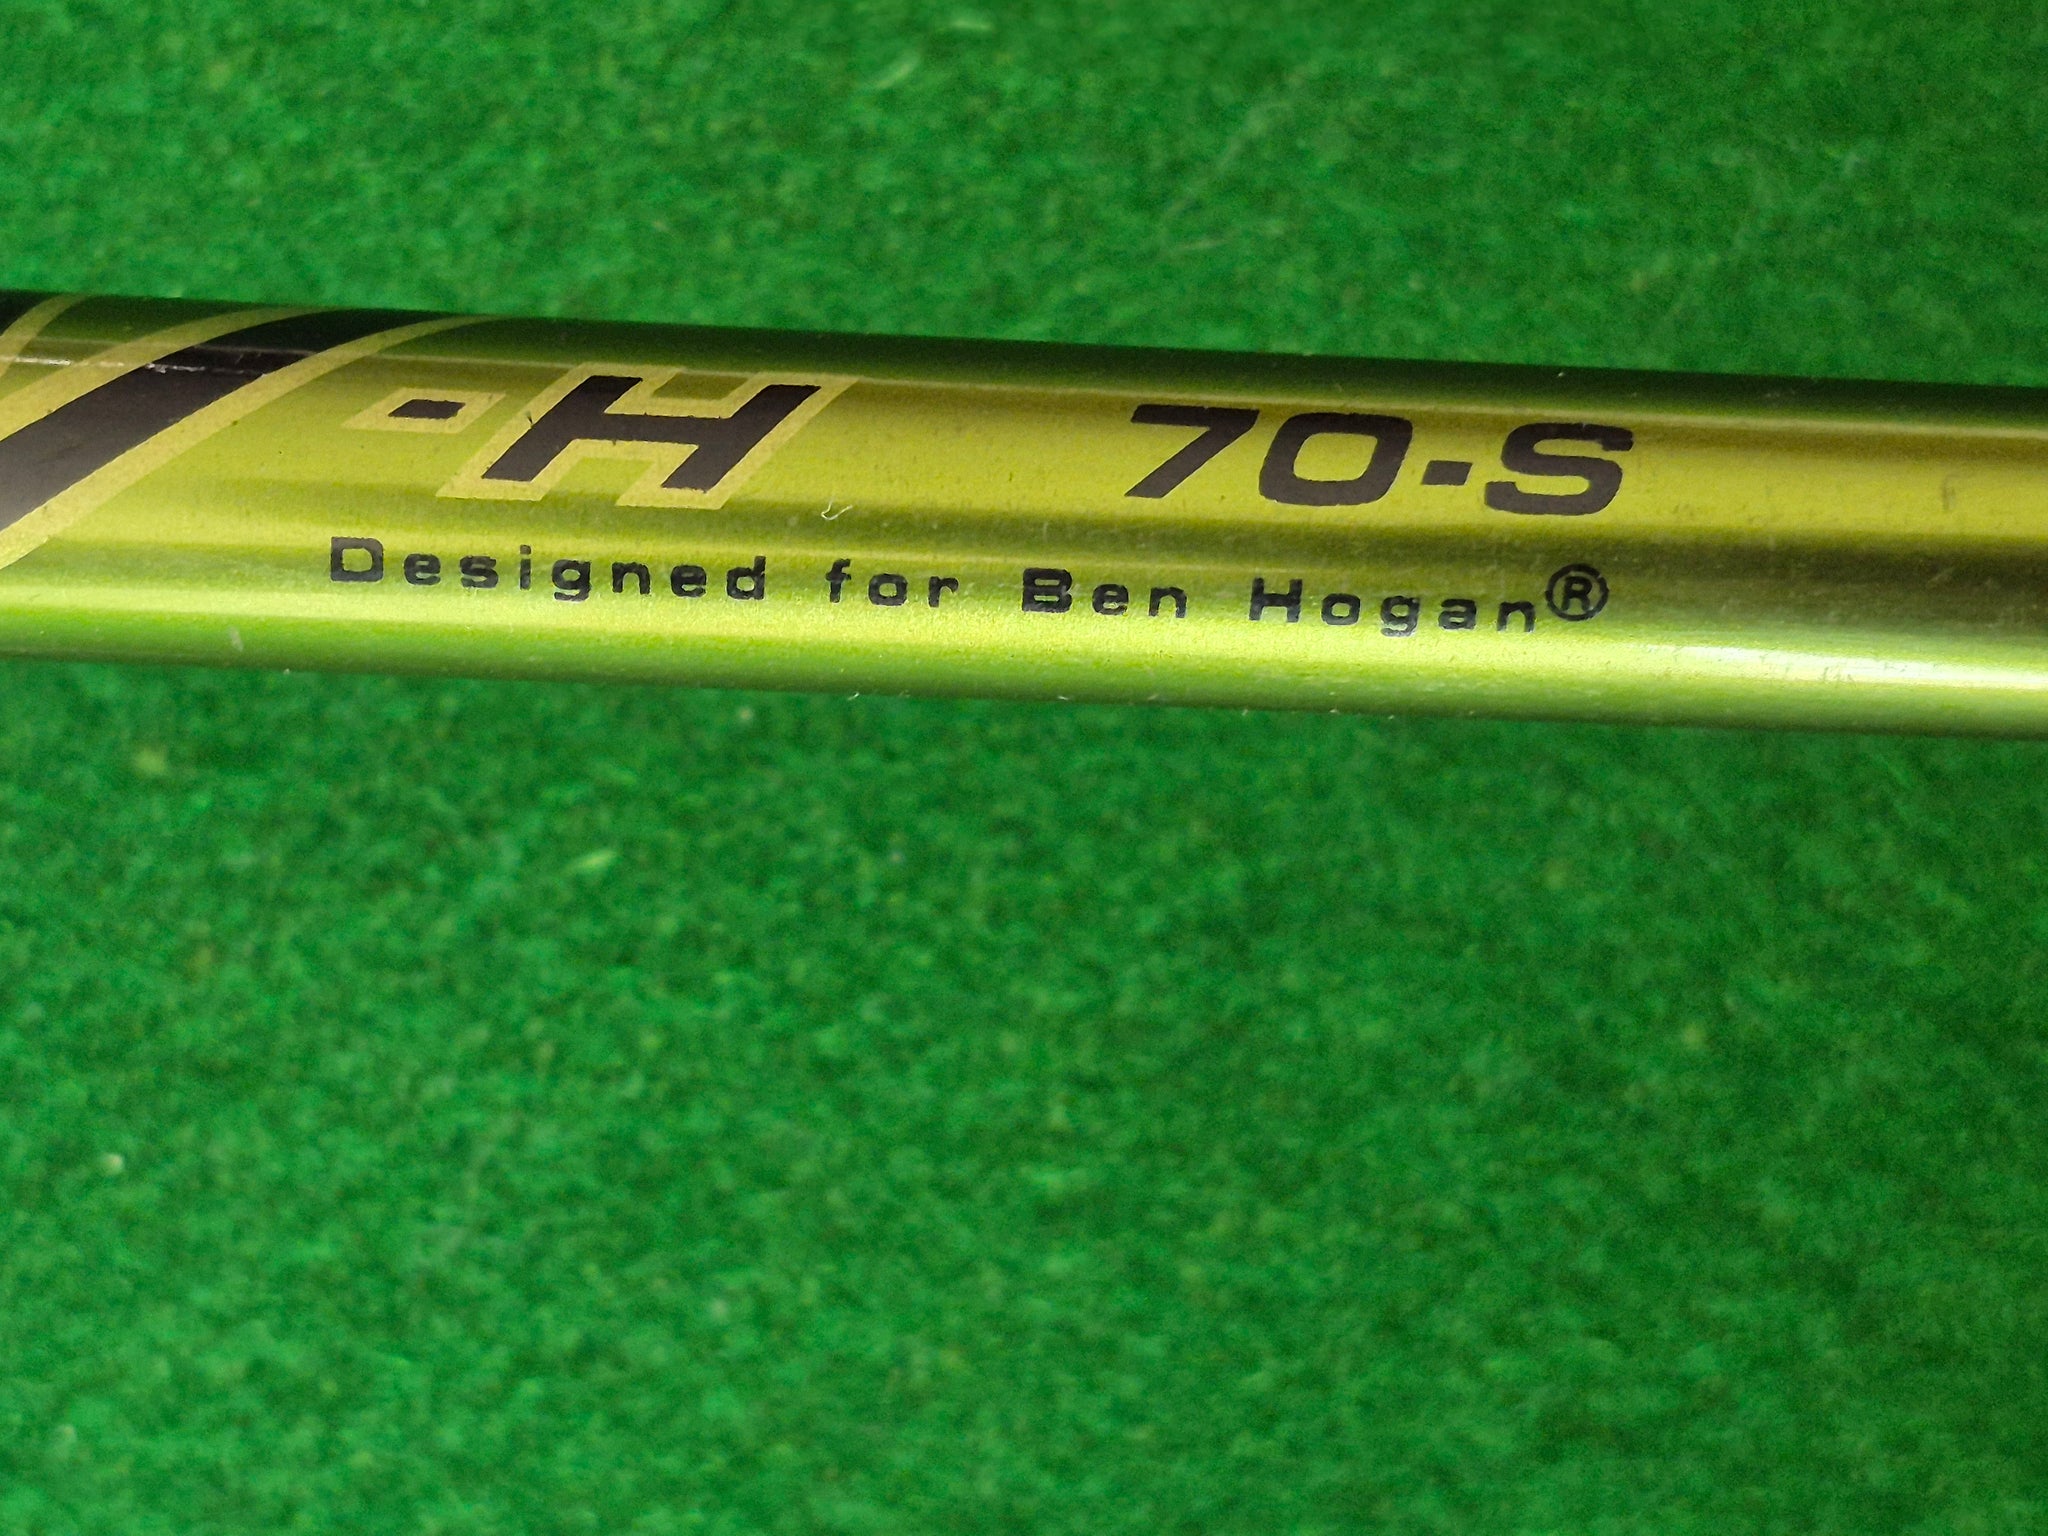 -H 70-S
Designed for Ben Hogan®